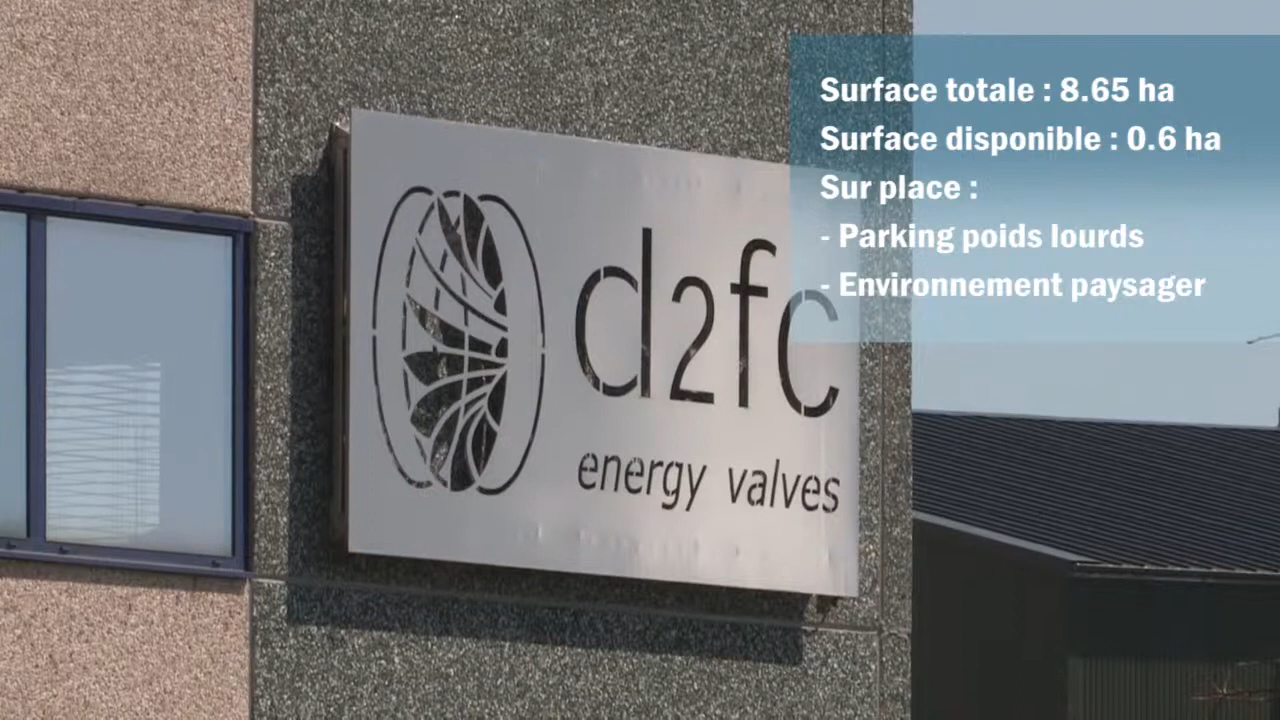 Surface totale : 8.65 ha
Surface disponible : 0.6 ha
Sur place :
- Parking poids lourds
- Environnement paysager
d2fc
energy valves